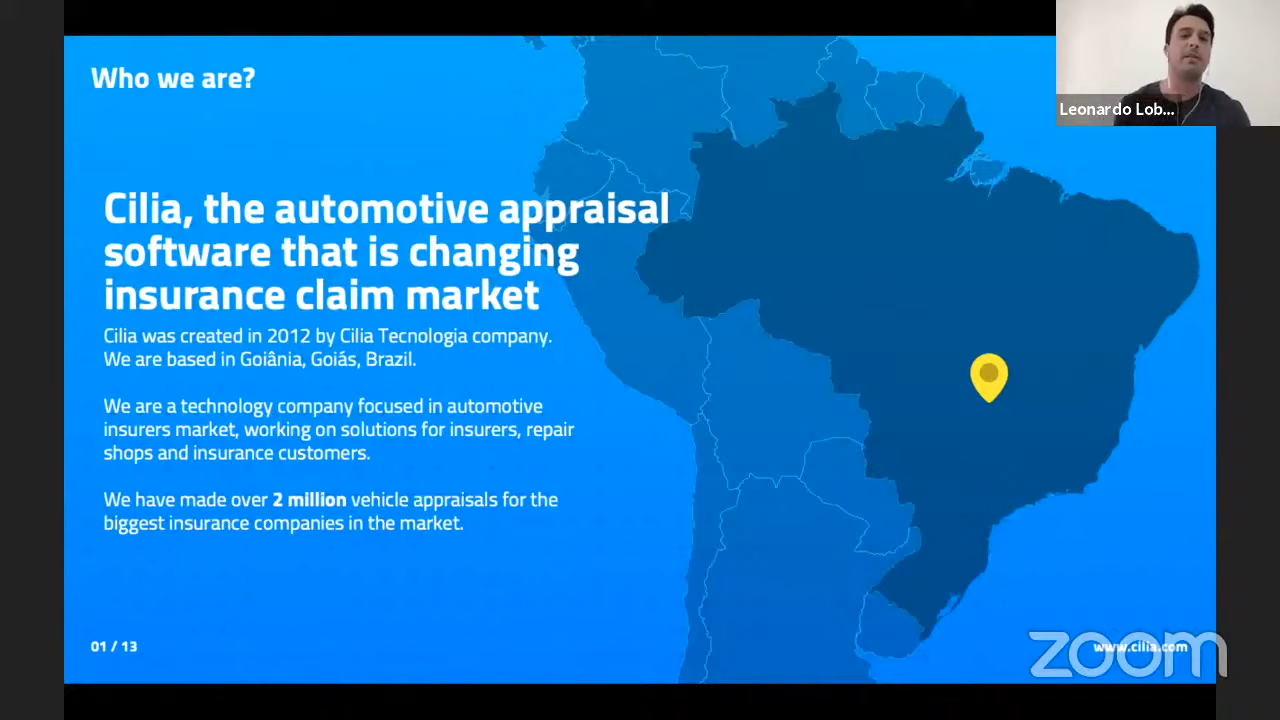 Who we are?
Leonardo Lob...
Cilia, the automotive appraisal
software that is changing
insurance claim market
Cilia was created in 2012 by Cilia Tecnologia company.
We are based in Goiânia, Goiás, Brazil.
We are a technology company focused in automotive
insurers market, working on solutions for insurers, repair
shops and insurance customers.
We have made over 2 million vehicle appraisals for the
biggest insurance companies in the market.
01 / 13
www.cilia.com
zoom